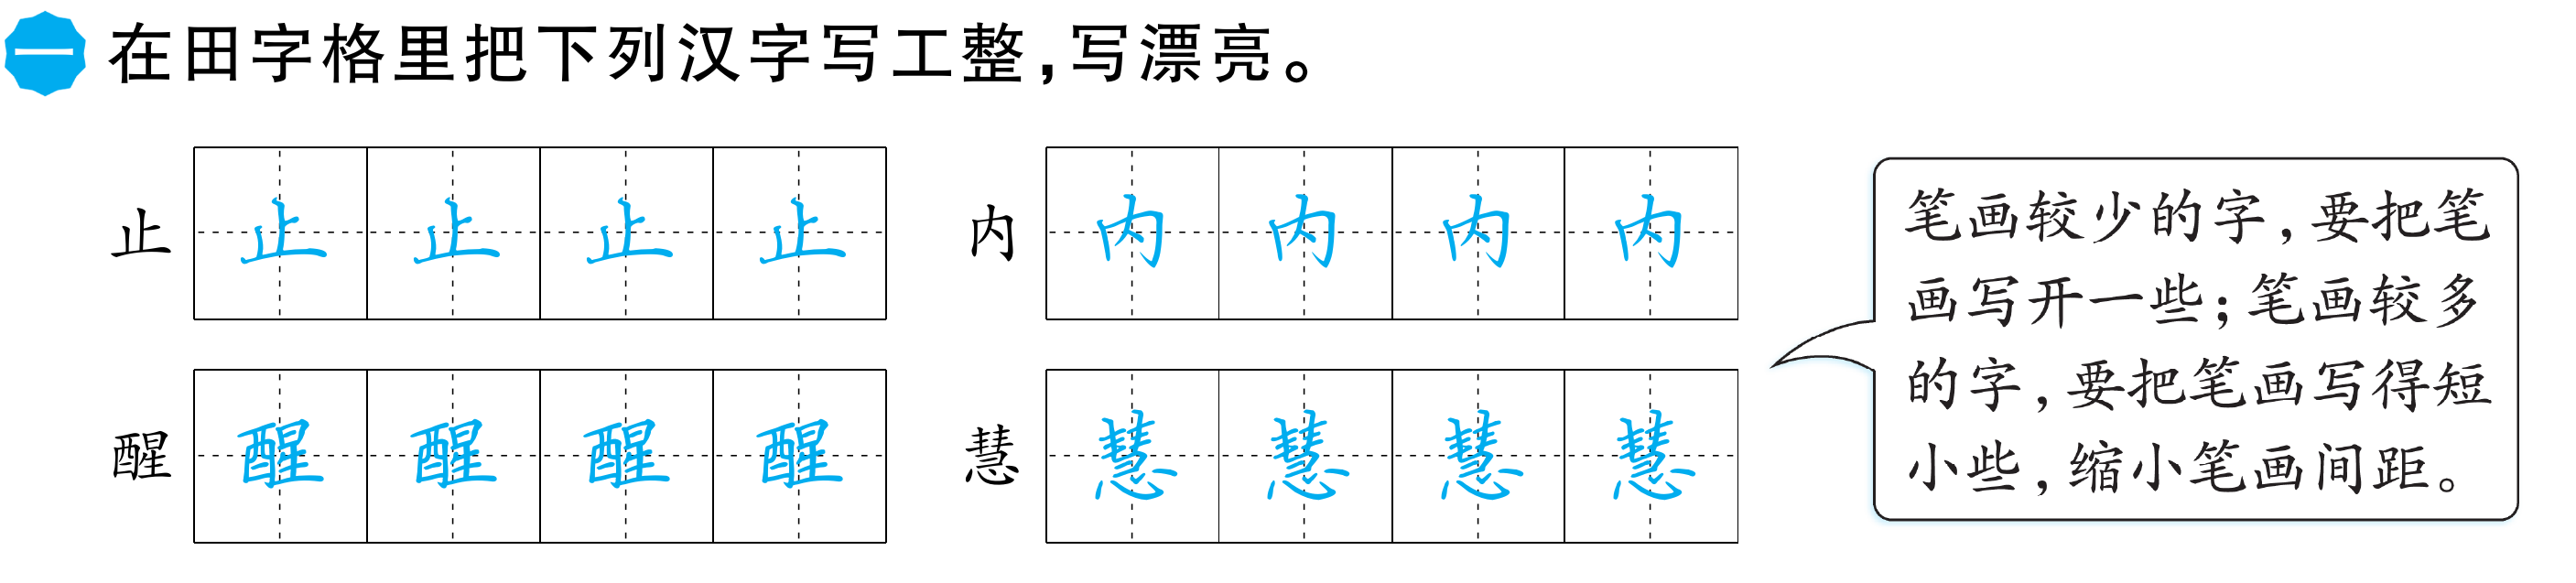 一 在田字格里把下列汉字写工整,写漂亮。
止 止 止 止 止
内 内 内 内 内
醒 醒 醒 醒 醒
慧 慧 慧 慧 慧
笔画较少的字,要把笔
画写开一些;笔画较多
的字,要把笔画写得短
小些,缩小笔画间距。